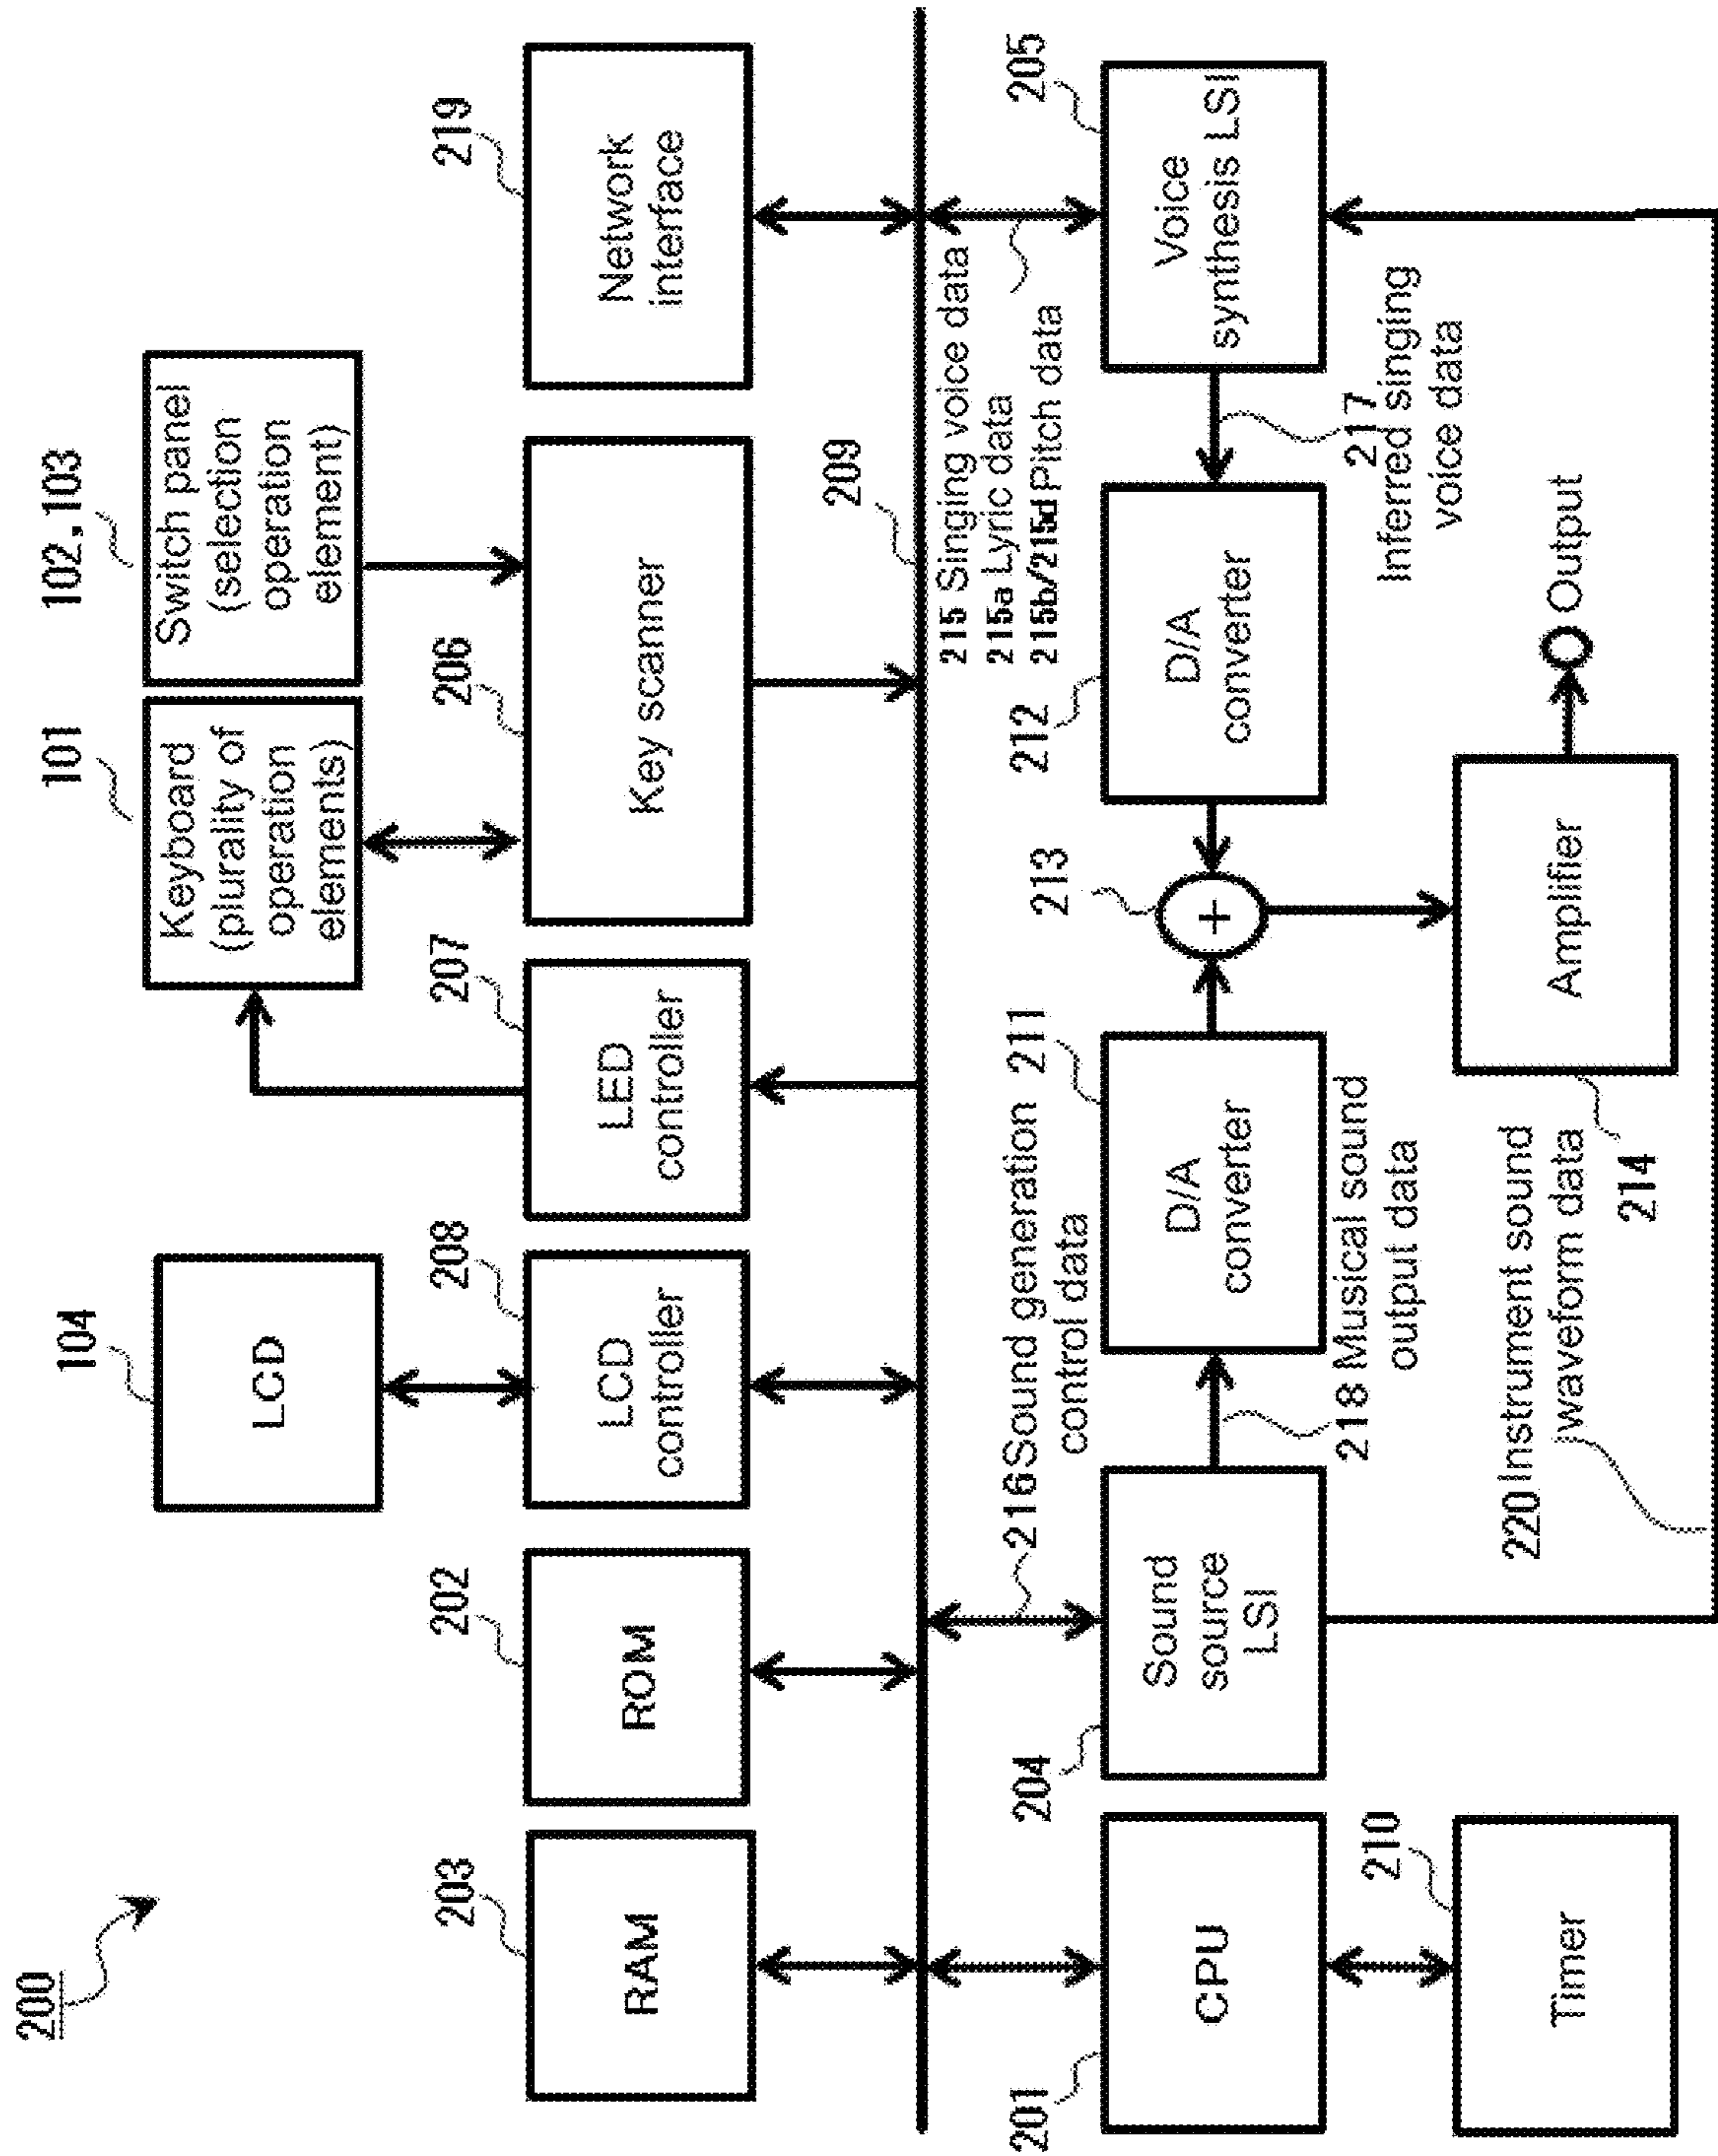 200
104
101
102,103
LCD
Keyboard
(plurality of
operation
elements)
Switch panel
(selection
operation
element)
203
202
208
207
206
219
RAM
ROM
LCD
controller
LED
controller
Key scanner
Network
interface
209
201
204
216 Sound generation
control data
211
213
212
215 Singing voice data
215a Lyric data
215b/215d Pitch data
205
CPU
Sound
source
LSI
D/A
converter
+
D/A
converter
Voice
synthesis LSI
210
218 Musical sound
output data
217
Inferred singing
voice data
Timer
220 Instrument sound
waveform data
214
Amplifier
Output